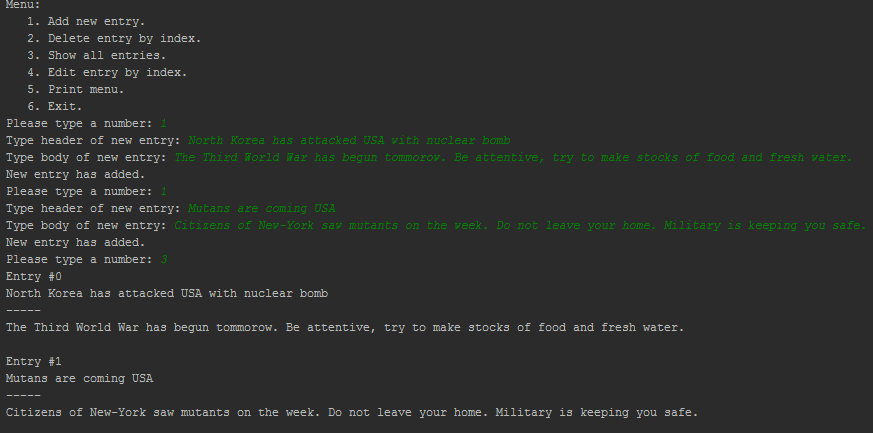 Menu:
1. Add new entry.
2. Delete entry by index.
3. Show all entries.
4. Edit entry by index.
5. Print menu.
6. Exit.
Please type a number: 1
Type header of new entry: North Korea has attacked USA with nuclear bomb
Type body of new entry: The Third World War has begun tommorow. Be attentive, try to make stocks of food and fresh water.
New entry has added.
Please type a number: 1
Type header of new entry: Mutans are coming USA
Type body of new entry: Citizens of New-York saw mutants on the week. Do not leave your home. Military is keeping you safe.
New entry has added.
Please type a number: 3
Entry #0
North Korea has attacked USA with nuclear bomb
-----
The Third World War has begun tommorow. Be attentive, try to make stocks of food and fresh water.
Entry #1
Mutans are coming USA
-----
Citizens of New-York saw mutants on the week. Do not leave your home. Military is keeping you safe.